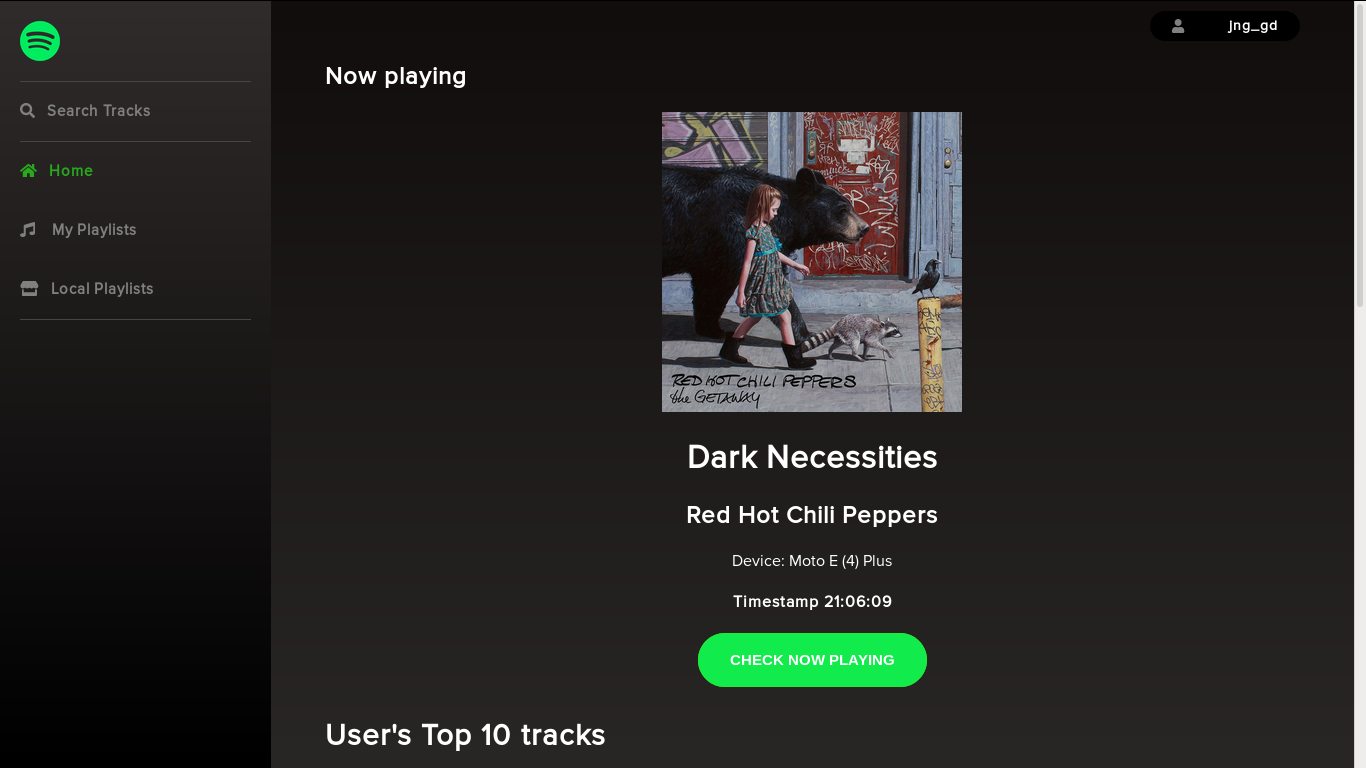 jng_gd
Search Tracks
Home
My Playlists
Local Playlists
Now playing
RED HOT CHILI PEPPERS
the GETAWAY
Dark Necessities
Red Hot Chili Peppers
Device: Moto E (4) Plus
Timestamp 21:06:09
CHECK NOW PLAYING
User's Top 10 tracks